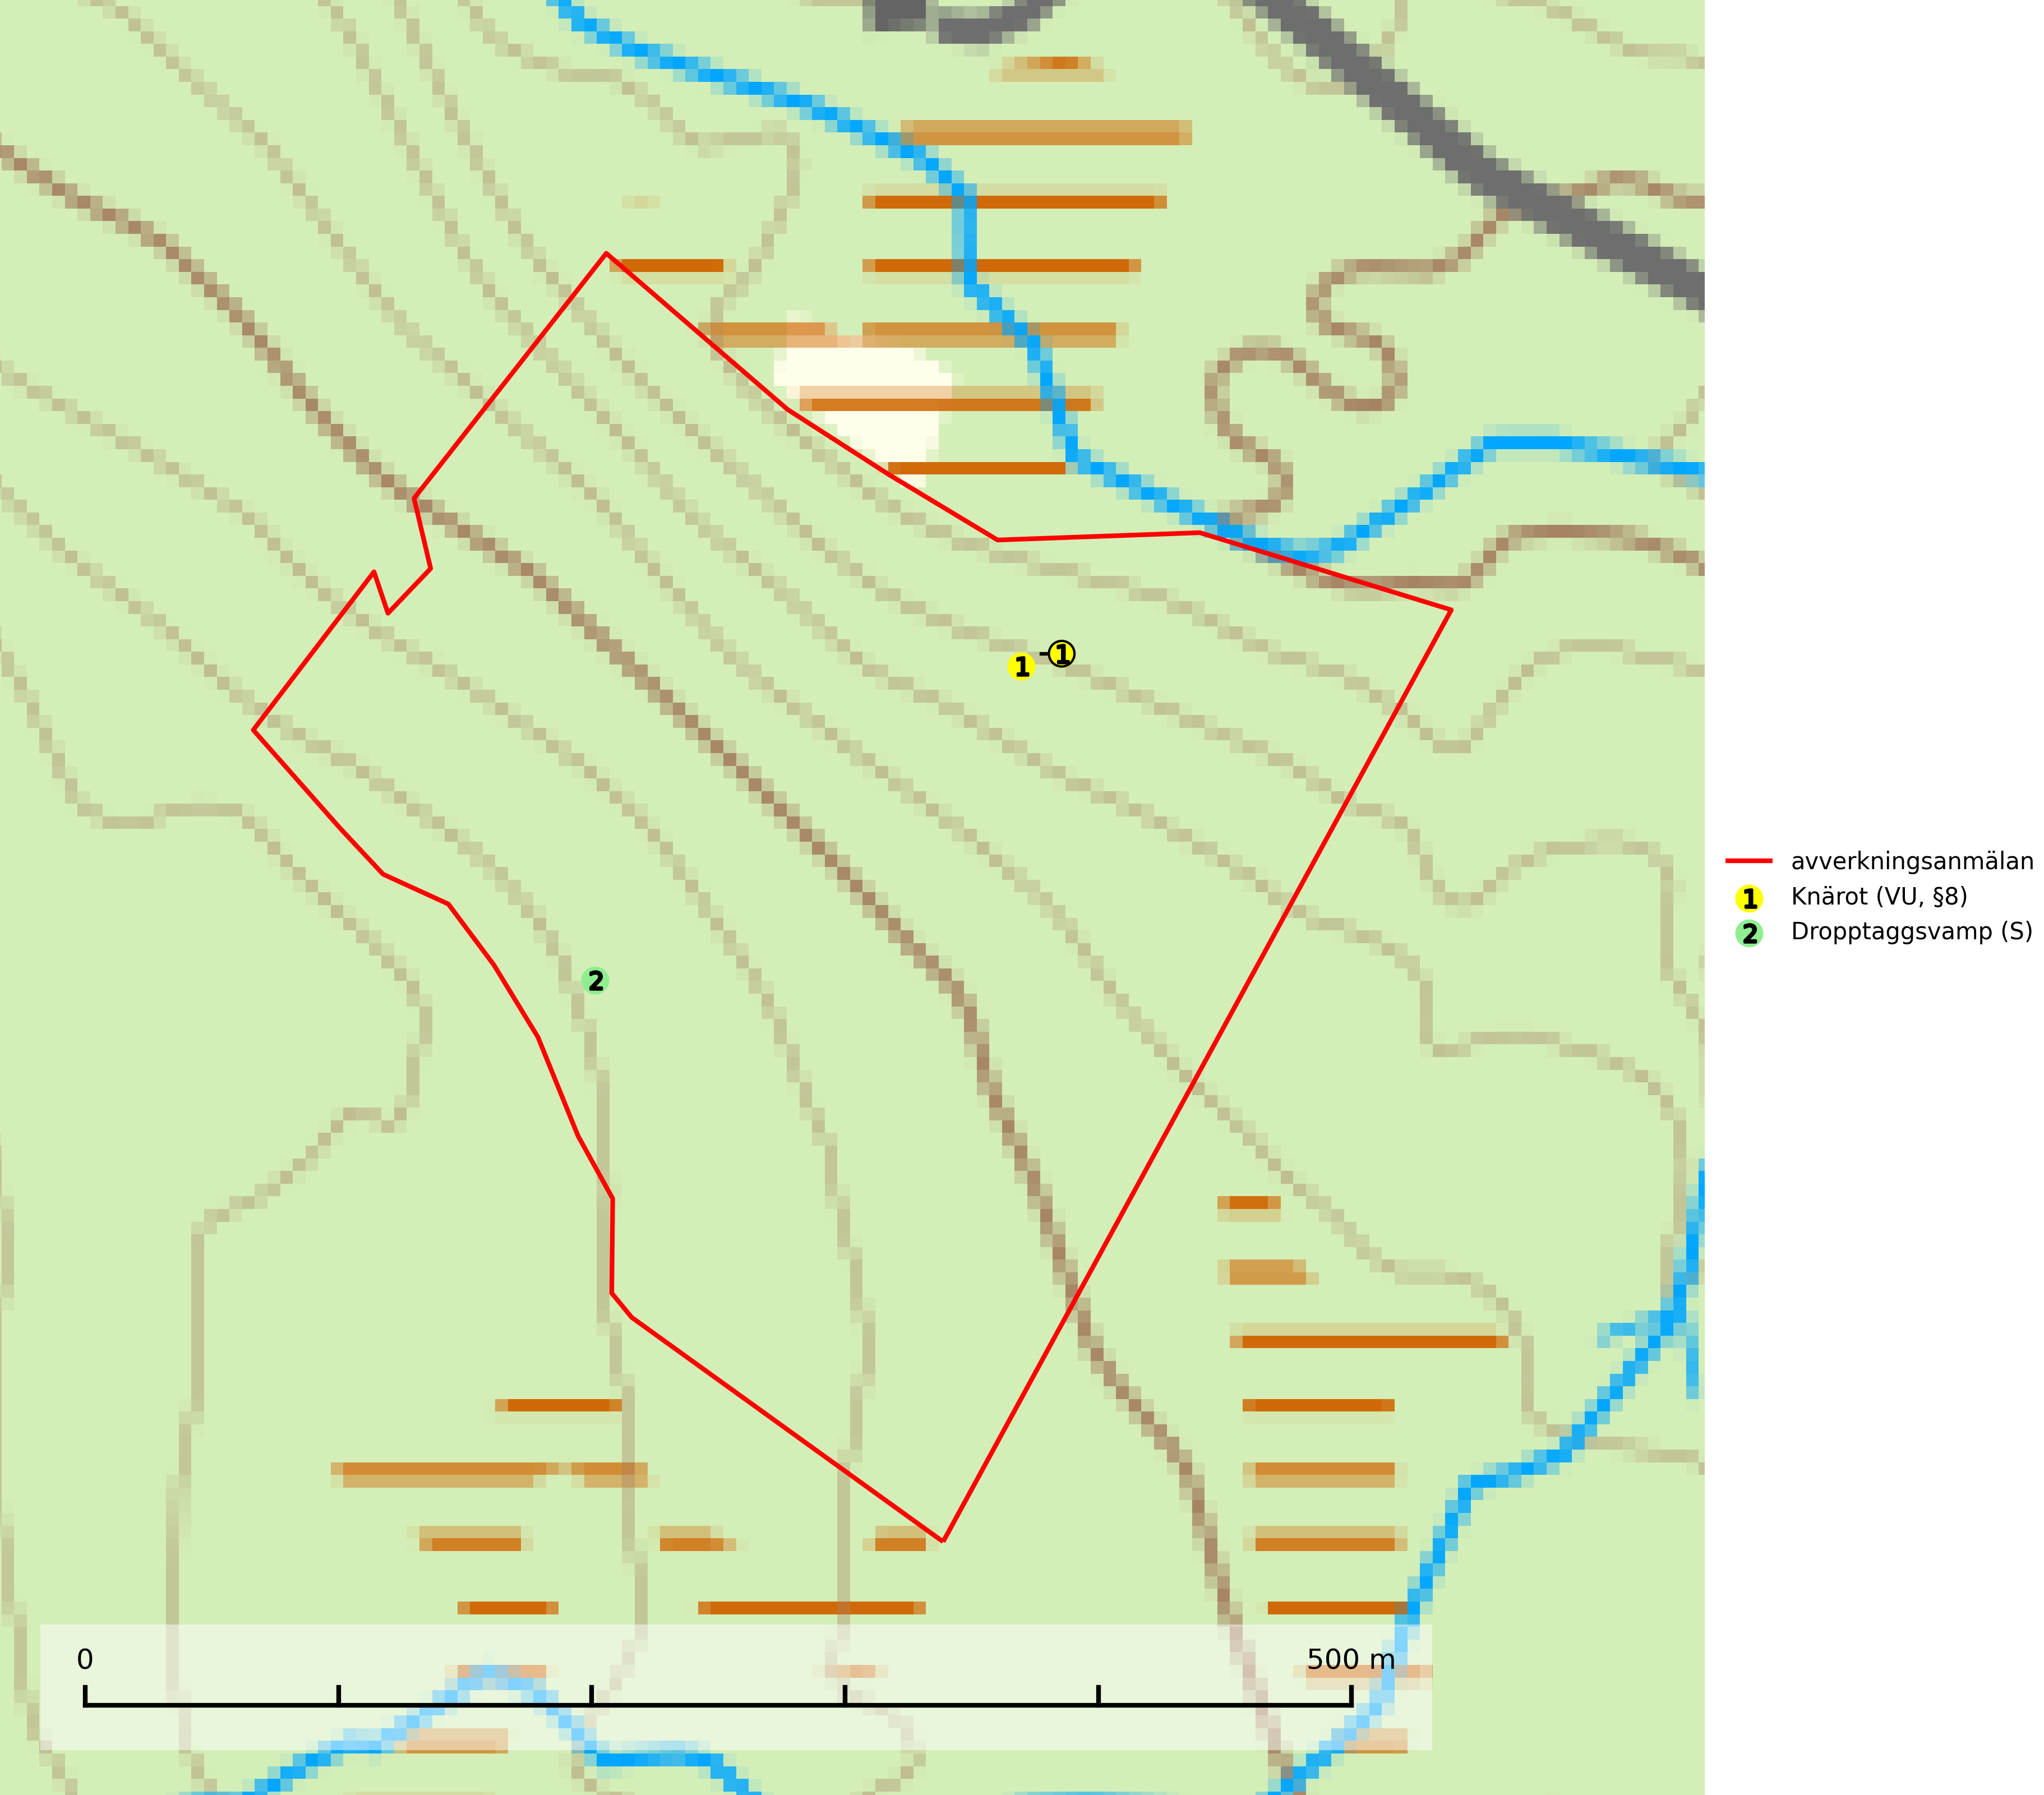 1
1
2
avverkningsanmälan
1 Knärot (VU, §8)
2 Dropptaggsvamp (S)
0 500 m